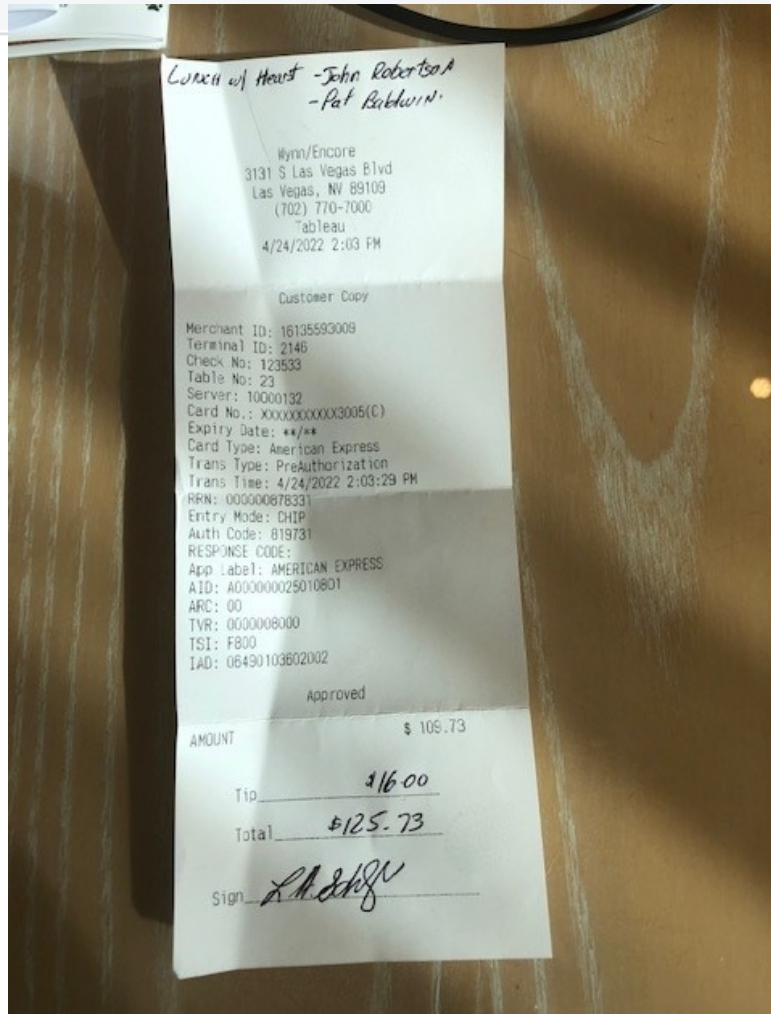 Lunch w/ Heart - John Robertson
- Pat Baldwin.
Wynn/Encore
3131 S Las Vegas Blvd
Las Vegas, NV 89109
(702) 770-7000
Tableau
4/24/2022 2:03 PM
Customer Copy
Merchant ID: 16135593009
Terminal ID: 2146
Check No: 123533
Table No: 23
Server: 10000132
Card No.: XXXXXXXXXXX3005(C)
Expiry Date: **/**
Card Type: American Express
Trans Type: PreAuthorization
Trans Time: 4/24/2022 2:03:29 PM
RRN: 000000878331
Entry Mode: CHIP
Auth Code: 819731
RESPONSE CODE:
App Label: AMERICAN EXPRESS
AID: A000000025010801
ARC: 00
TVR: 0000008000
TSI: F800
IAD: 06490103602002
Approved
AMOUNT $ 109.73
Tip $16.00
Total $125.73
Sign